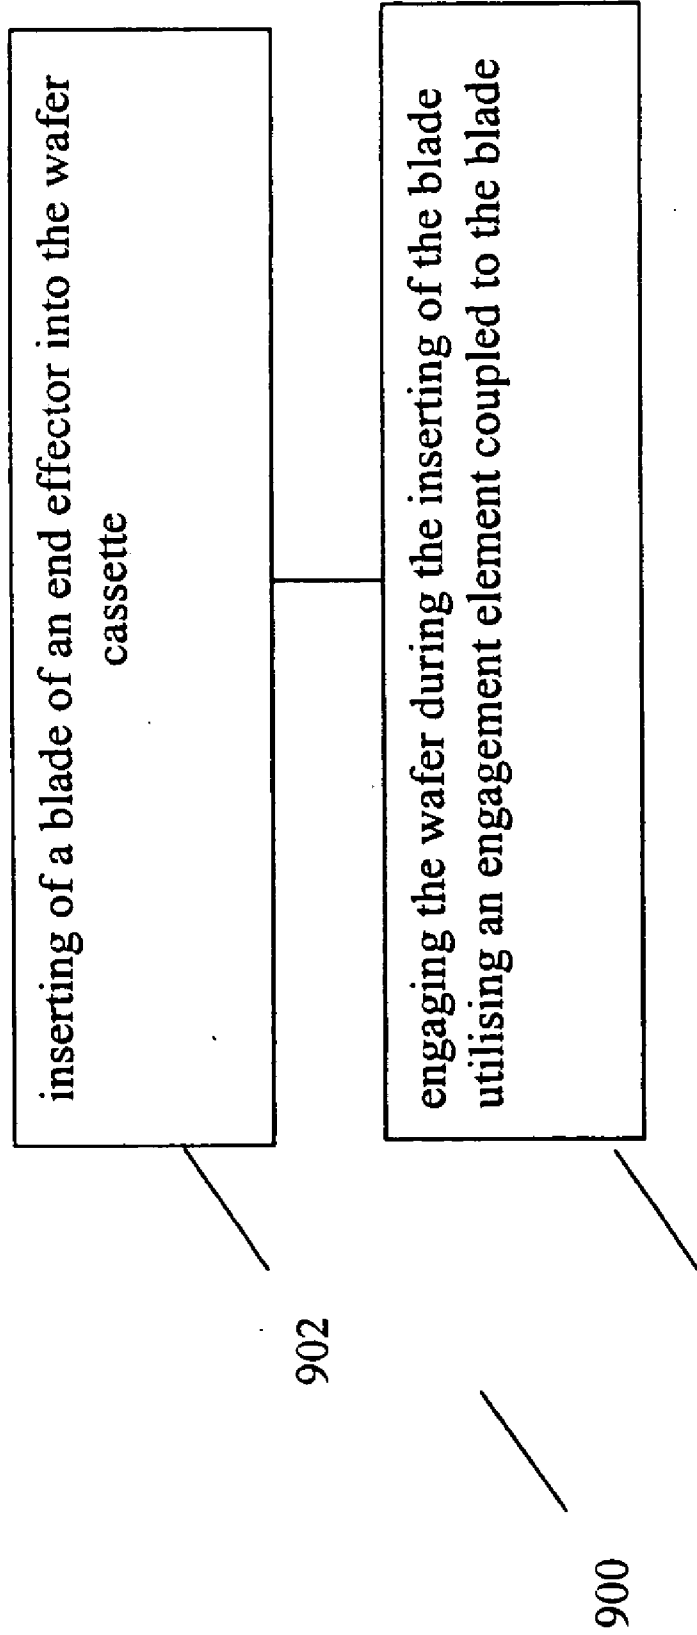 inserting of a blade of an end effector into the wafer
cassette
engaging the wafer during the inserting of the blade
utilising an engagement element coupled to the blade
902
900